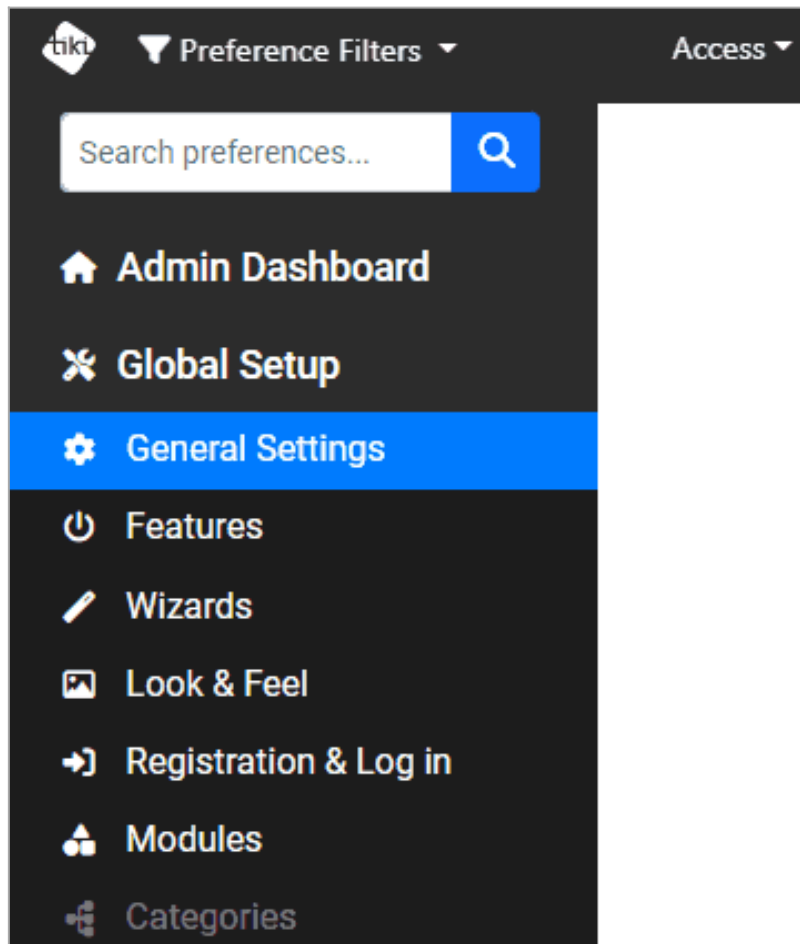 tiki Preference Filters Access
Search preferences...
Admin Dashboard
Global Setup
General Settings
Features
Wizards
Look & Feel
Registration & Log in
Modules
Categories